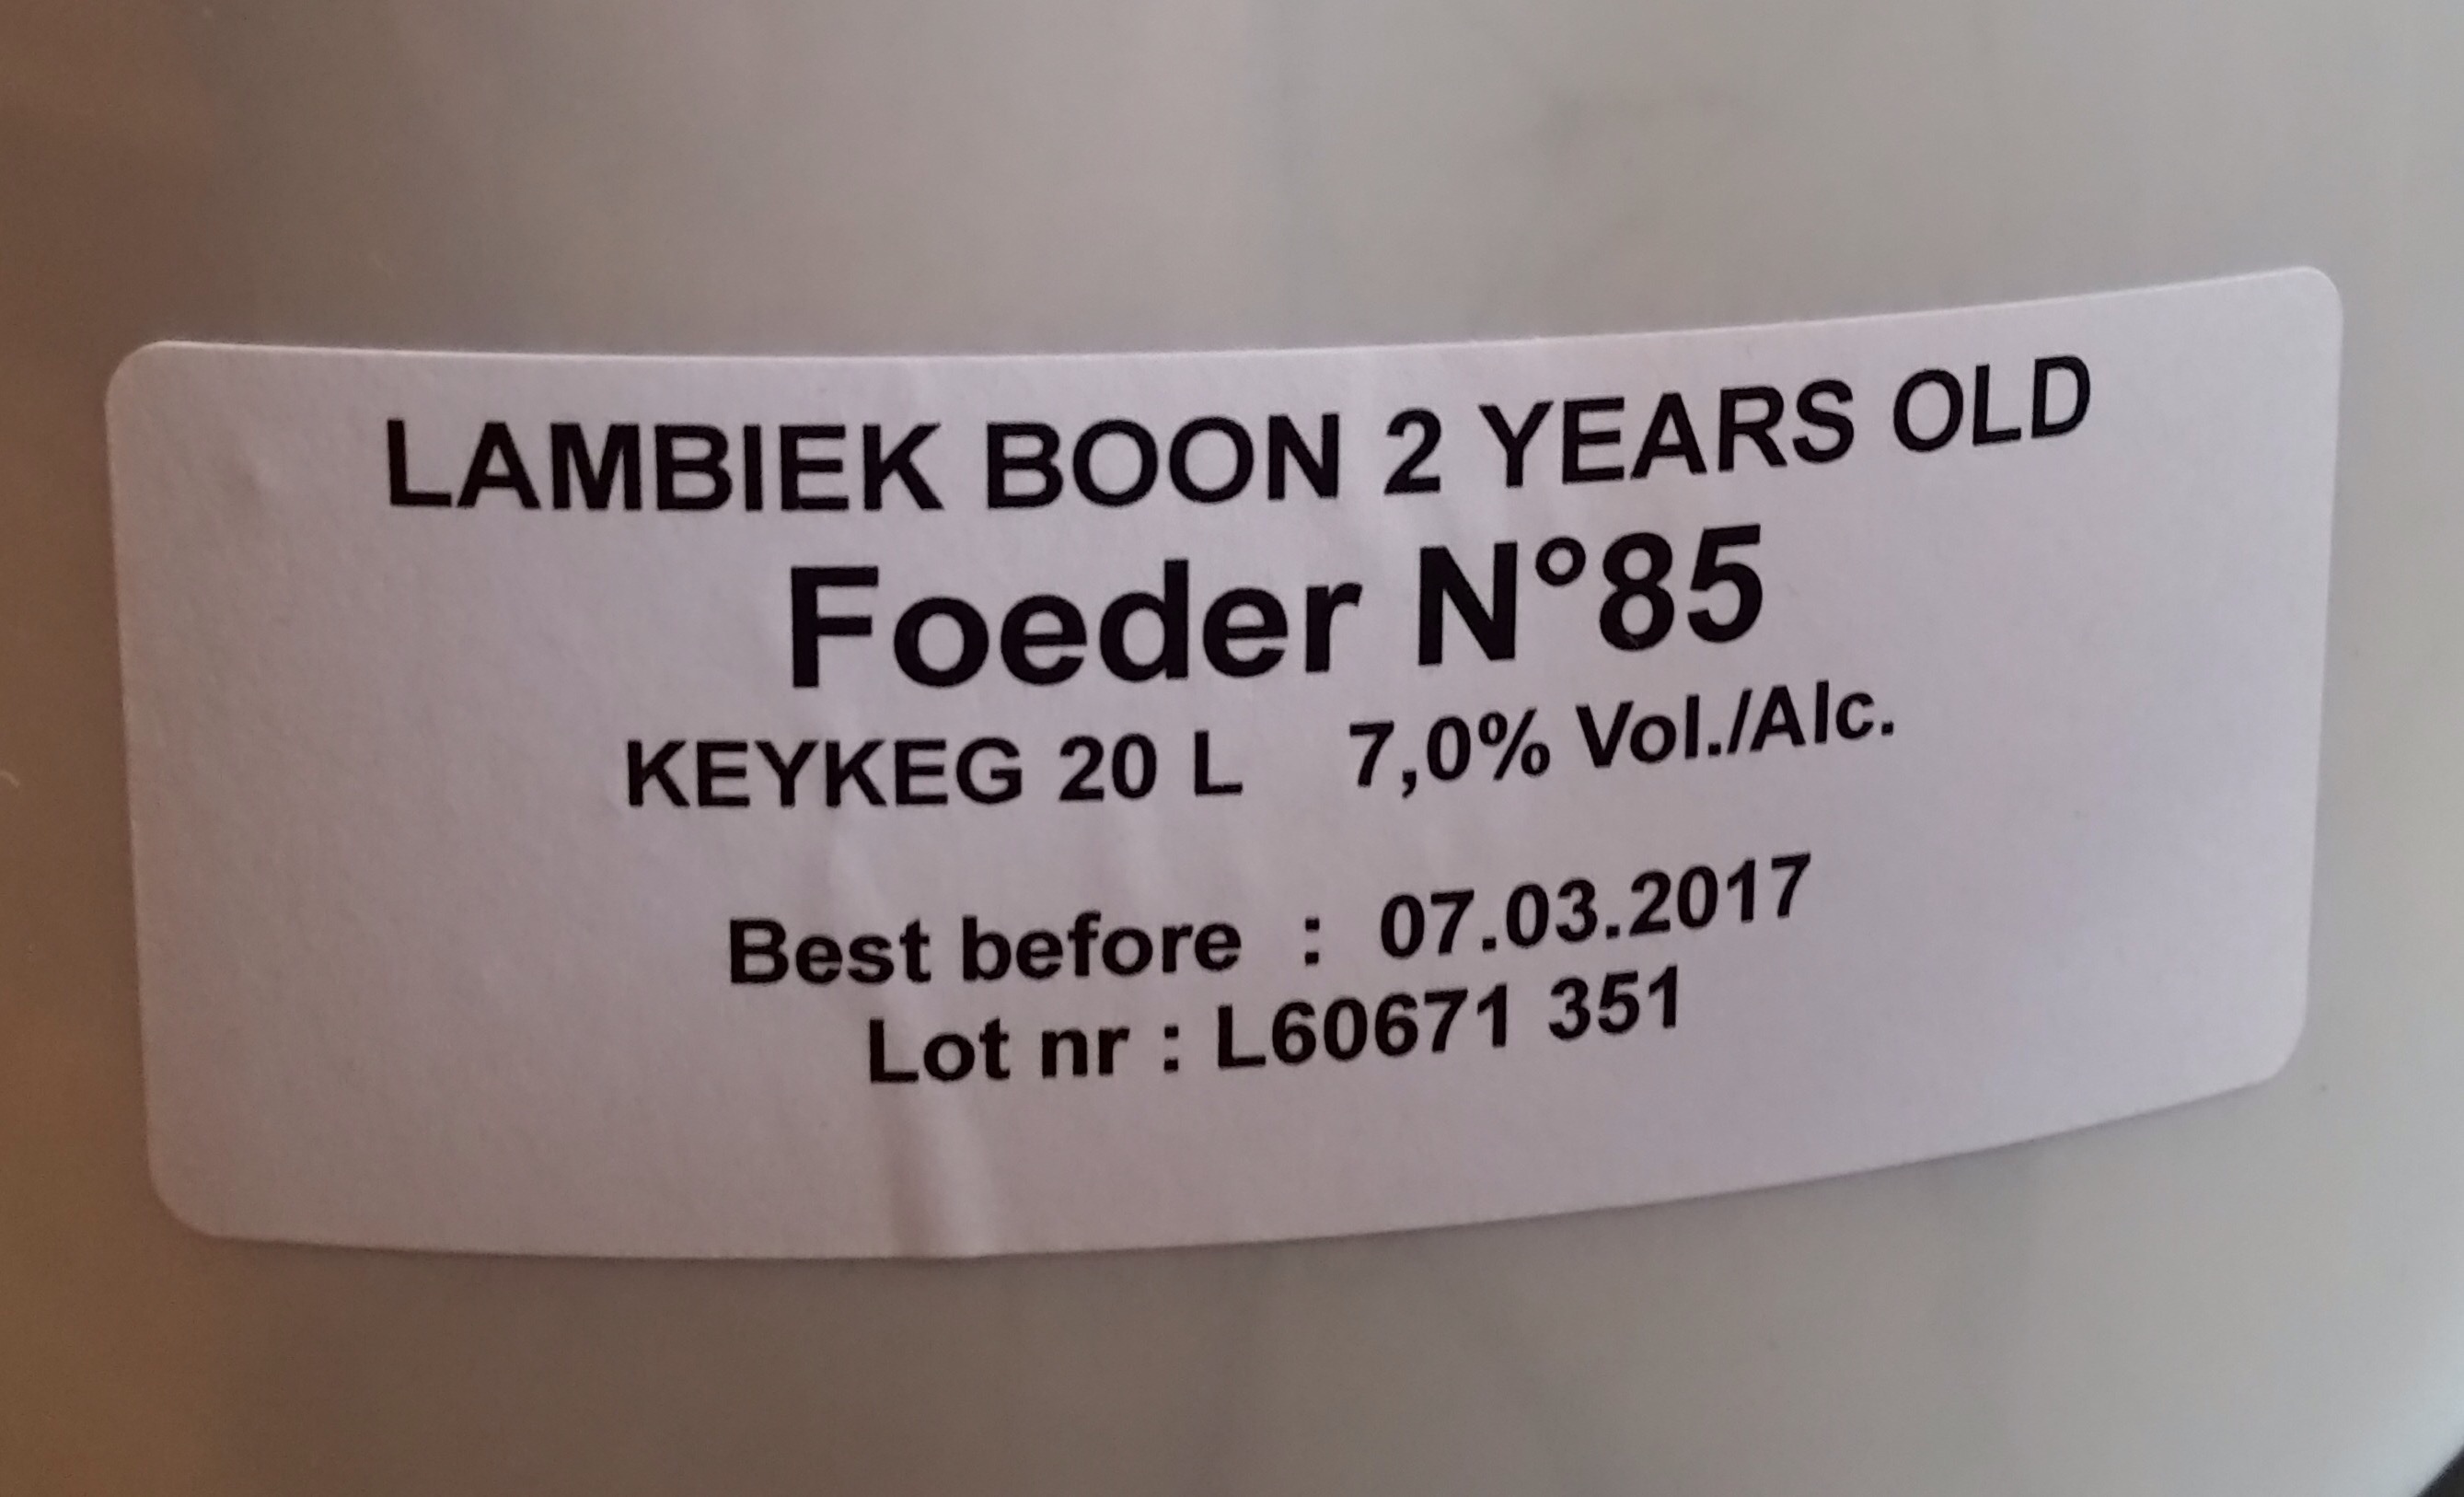 LAMBIEK BOON 2 YEARS OLD
Foeder N°85
KEYKEG 20 L 7,0% Vol./Alc.
Best before : 07.03.2017
Lot nr : L60671 351